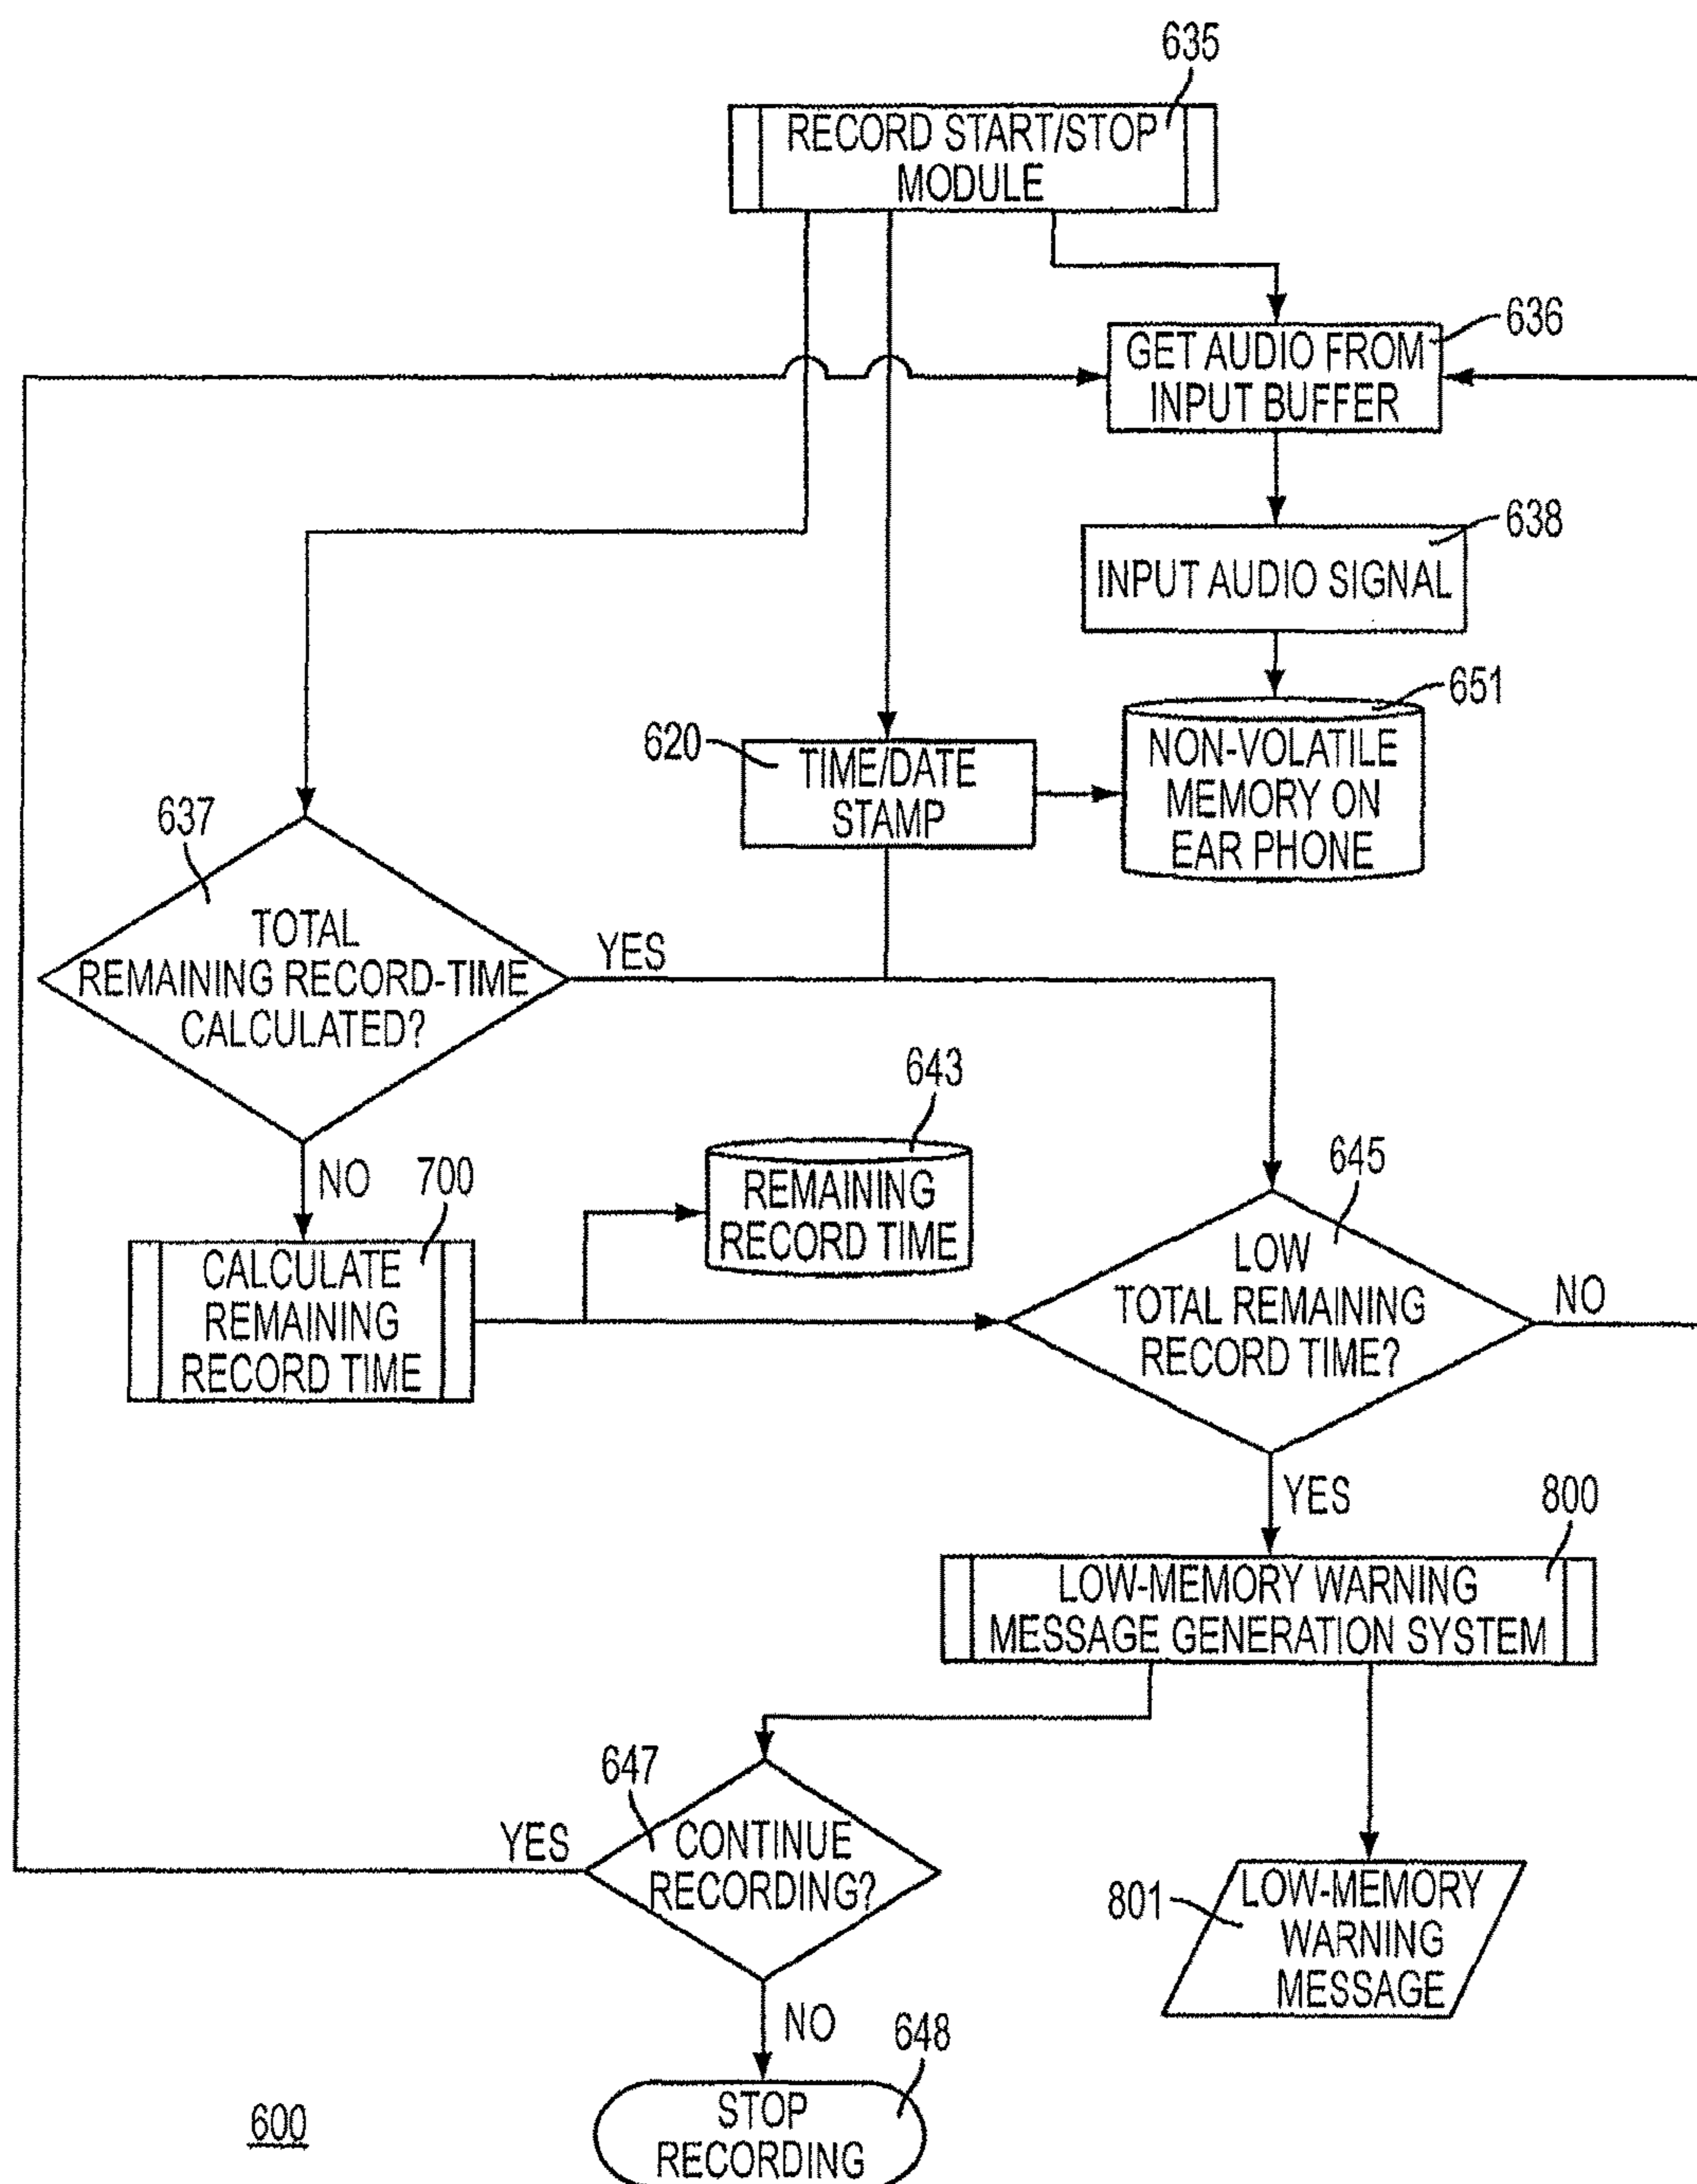 635
RECORD START/STOP
MODULE
636
GET AUDIO FROM
INPUT BUFFER
638
INPUT AUDIO SIGNAL
651
NON-VOLATILE
MEMORY ON
EAR PHONE
620
TIME/DATE
STAMP
637
TOTAL
REMAINING RECORD-TIME
CALCULATED?
YES
NO
643
REMAINING
RECORD TIME
700
CALCULATE
REMAINING
RECORD TIME
645
LOW
TOTAL REMAINING
RECORD TIME?
NO
YES
800
LOW-MEMORY WARNING
MESSAGE GENERATION SYSTEM
647
CONTINUE
RECORDING?
YES
NO
801
LOW-MEMORY
WARNING
MESSAGE
648
STOP
RECORDING
600